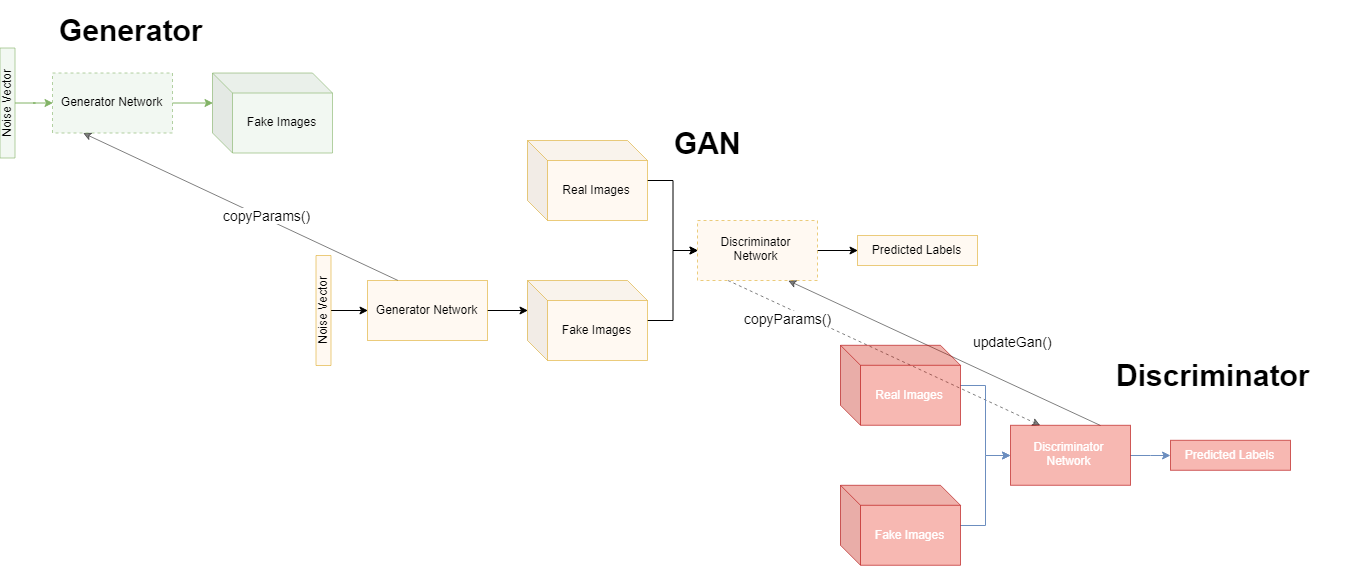 Generator
Noise Vector
Generator Network
Fake Images
copyParams()
GAN
Real Images
Noise Vector
Generator Network
Fake Images
Discriminator
Network
Predicted Labels
copyParams()
updateGan()
Discriminator
Real Images
Fake Images
Discriminator
Network
Predicted Labels